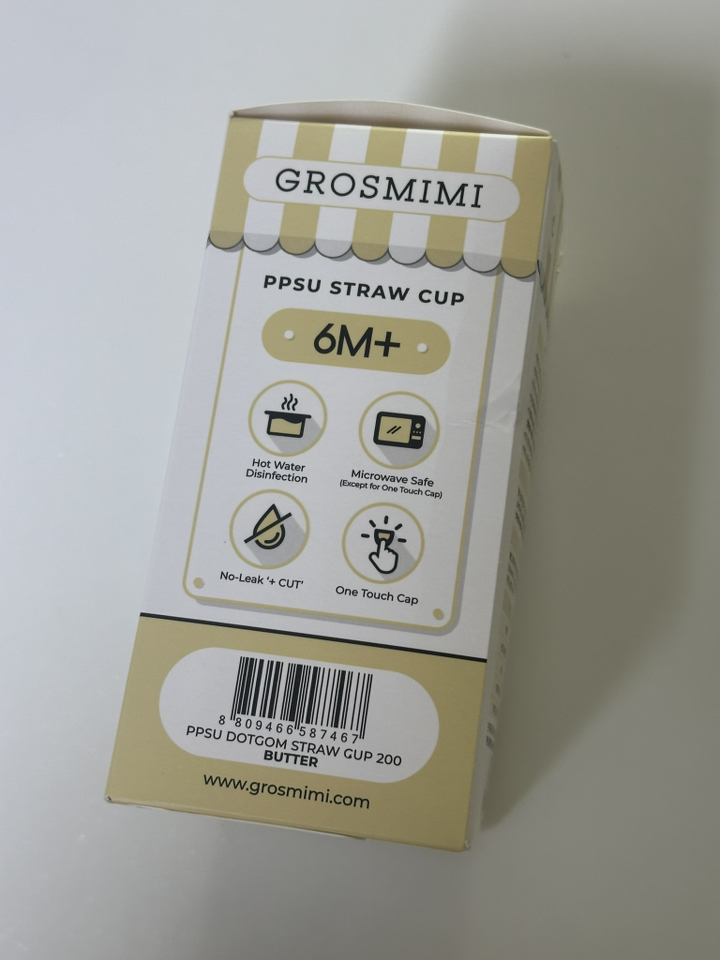 GROSMIMI
PPSU STRAW CUP
6M+
Hot Water
Disinfection
Microwave Safe
(Except for One Touch Cap)
No-Leak '+ CUT'
One Touch Cap
8 809466 587467
PPSU DOTGOM STRAW CUP 200
BUTTER
www.grosmimi.com